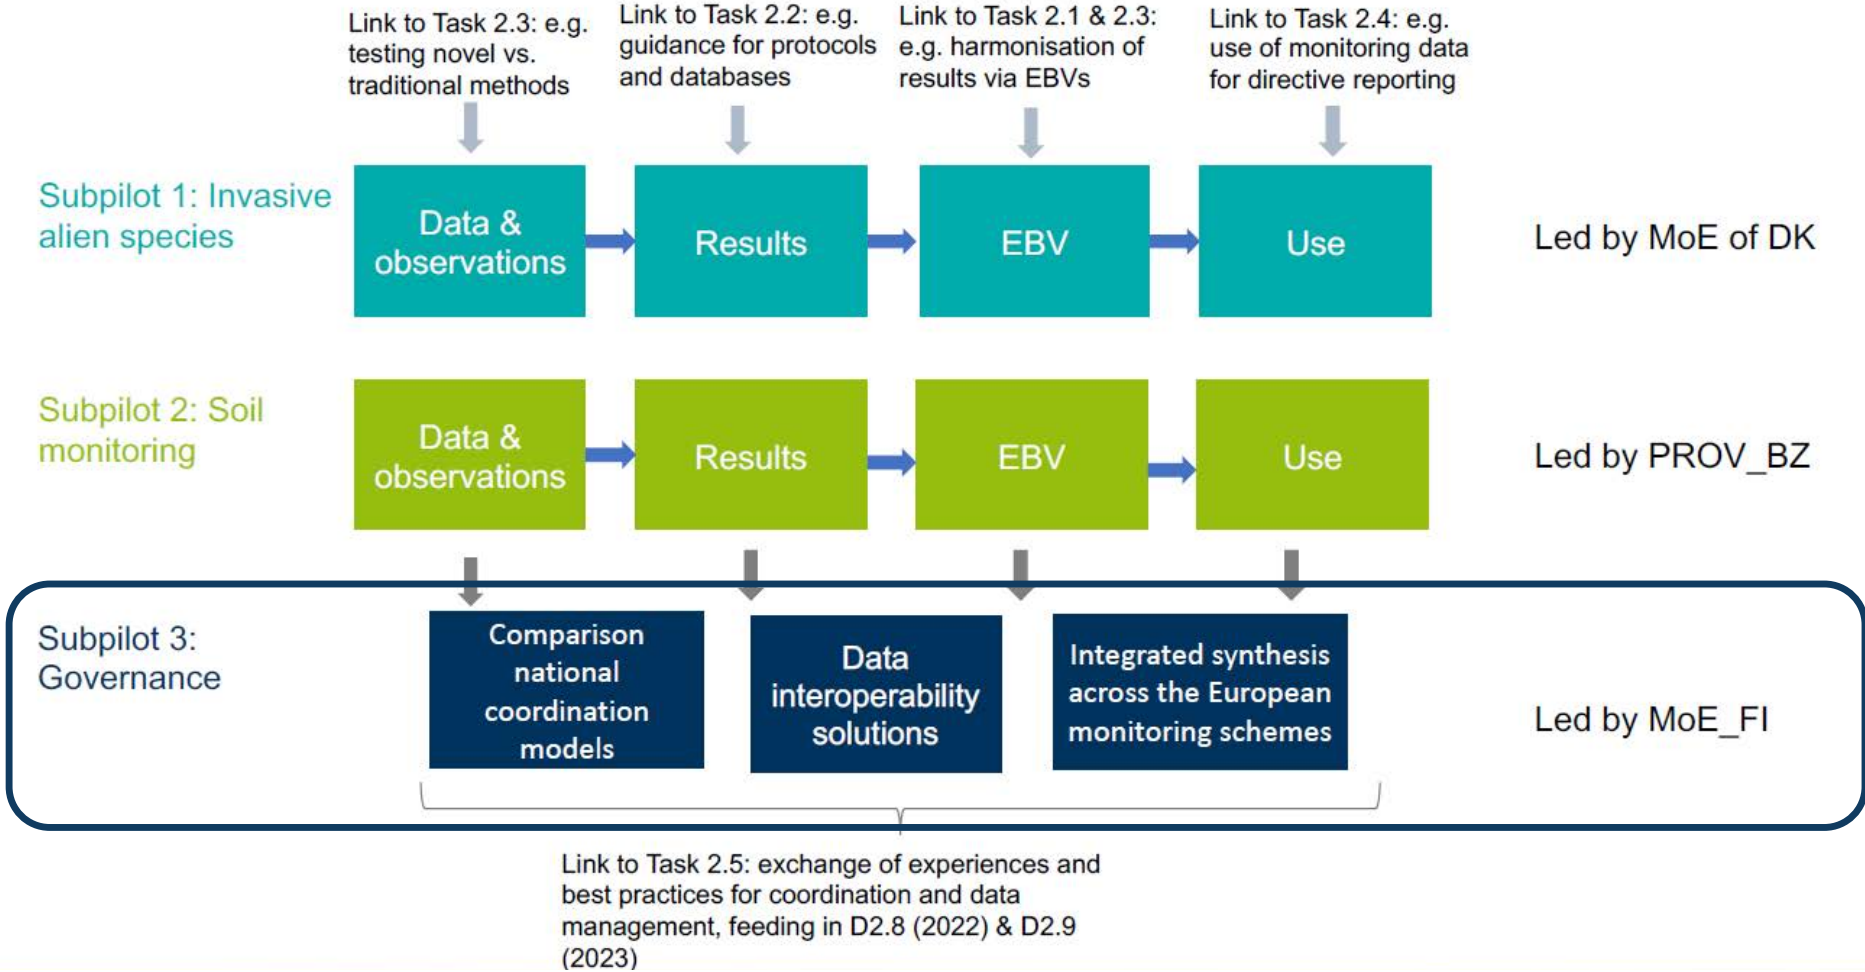 Link to Task 2.3: e.g.
testing novel vs.
traditional methods
Link to Task 2.2: e.g.
guidance for protocols
and databases
Link to Task 2.1 & 2.3:
e.g. harmonisation of
results via EBVs
Link to Task 2.4: e.g.
use of monitoring data
for directive reporting
Subpilot 1: Invasive
alien species
Data &
observations
Results
EBV
Use
Led by MoE of DK
Subpilot 2: Soil
monitoring
Data &
observations
Results
EBV
Use
Led by PROV_BZ
Subpilot 3:
Governance
Comparison
national
coordination
models
Data
interoperability
solutions
Integrated synthesis
across the European
monitoring schemes
Led by MoE_FI
Link to Task 2.5: exchange of experiences and
best practices for coordination and data
management, feeding in D2.8 (2022) & D2.9
(2023)